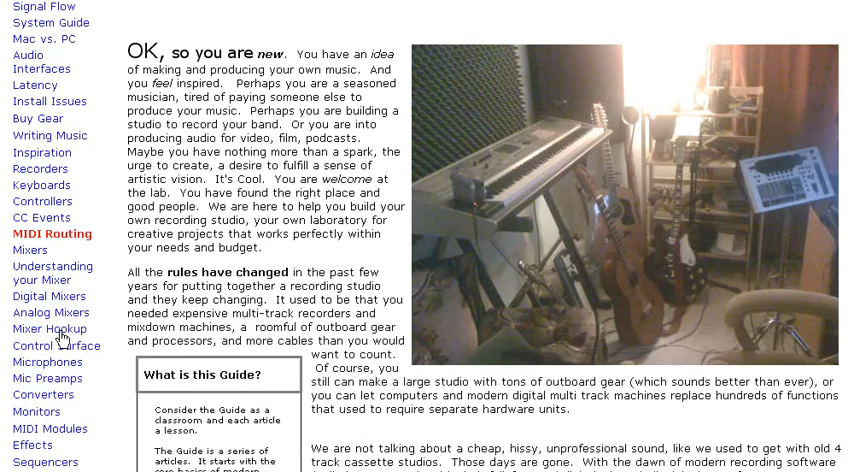 Signal Flow
System Guide
Mac vs. PC
Audio
Interfaces
Latency
Install Issues
Buy Gear
Writing Music
Inspiration
Recorders
Keyboards
Controllers
CC Events
MIDI Routing
Mixers
Understanding
your Mixer
Digital Mixers
Analog Mixers
Mixer Hookup
Control Surface
Microphones
Mic Preamps
Converters
Monitors
MIDI Modules
Effects
Sequencers
OK, so you are new. You have an idea
of making and producing your own music. And
you feel inspired. Perhaps you are a seasoned
musician, tired of paying someone else to
produce your music. Perhaps you are building a
studio to record your band. Or you are into
producing audio for video, film, podcasts.
Maybe you have nothing more than a spark, the
urge to create, a desire to fulfill a sense of
artistic vision. It's Cool. You are welcome at
the lab. You have found the right place and
good people. We are here to help you build your
own recording studio, your own laboratory for
creative projects that works perfectly within
your needs and budget.
All the rules have changed in the past few
years for putting together a recording studio
and they keep changing. It used to be that you
needed expensive multi-track recorders and
mixdown machines, a roomful of outboard gear
and processors, and more cables than you would
want to count.
Of course, you
still can make a large studio with tons of outboard gear (which sounds better than ever), or
you can let computers and modern digital multi track machines replace hundreds of functions
that used to require separate hardware units.
What is this Guide?
Consider the Guide as a
classroom and each article
a lesson.
The Guide is a series of
articles. It starts with the
core basics of modern
We are not talking about a cheap, hissy, unprofessional sound, like we used to get with old 4
track cassette studios. Those days are gone. With the dawn of modern recording software